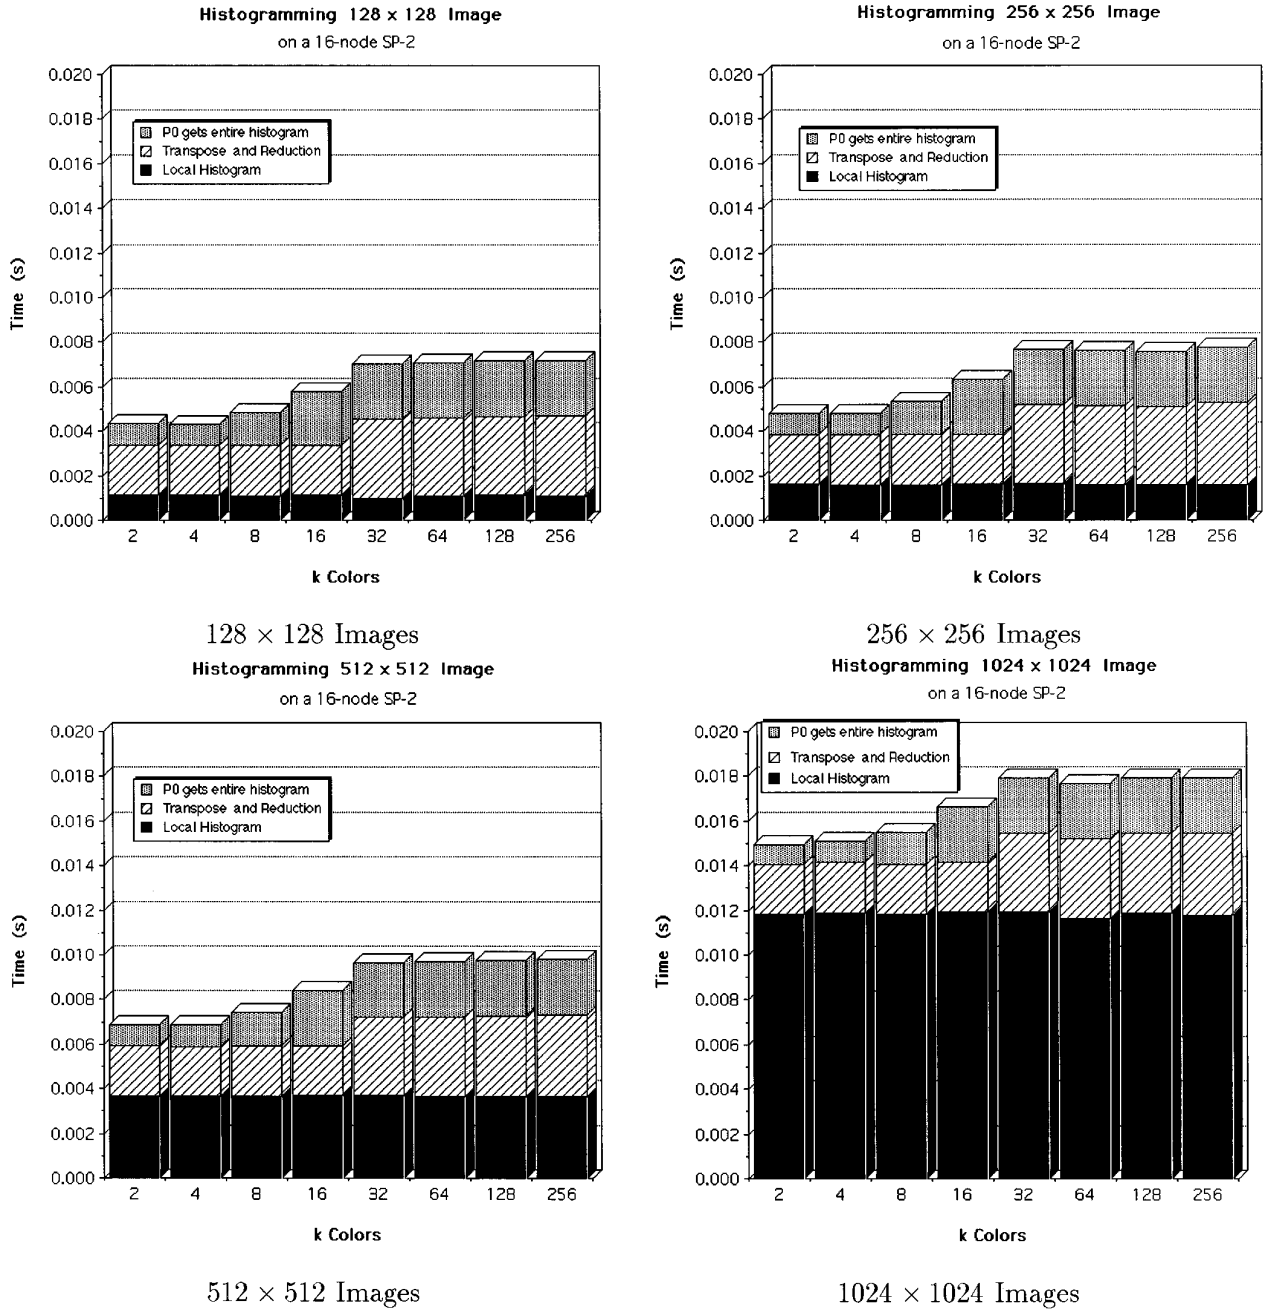 Histogramming 128 x 128 Image
on a 16-node SP-2
0.020
0.018
0.016
0.014
0.012
0.010
0.008
0.006
0.004
0.002
0.000
Time (s)
P0 gets entire histogram
Transpose and Reduction
Local Histogram
2 4 8 16 32 64 128 256
k Colors
128 × 128 Images
Histogramming 256 x 256 Image
on a 16-node SP-2
0.020
0.018
0.016
0.014
0.012
0.010
0.008
0.006
0.004
0.002
0.000
Time (s)
P0 gets entire histogram
Transpose and Reduction
Local Histogram
2 4 8 16 32 64 128 256
k Colors
256 × 256 Images
Histogramming 512 x 512 Image
on a 16-node SP-2
0.020
0.018
0.016
0.014
0.012
0.010
0.008
0.006
0.004
0.002
0.000
Time (s)
P0 gets entire histogram
Transpose and Reduction
Local Histogram
2 4 8 16 32 64 128 256
k Colors
512 × 512 Images
Histogramming 1024 x 1024 Image
on a 16-node SP-2
0.020
0.018
0.016
0.014
0.012
0.010
0.008
0.006
0.004
0.002
0.000
Time (s)
P0 gets entire histogram
Transpose and Reduction
Local Histogram
2 4 8 16 32 64 128 256
k Colors
1024 × 1024 Images